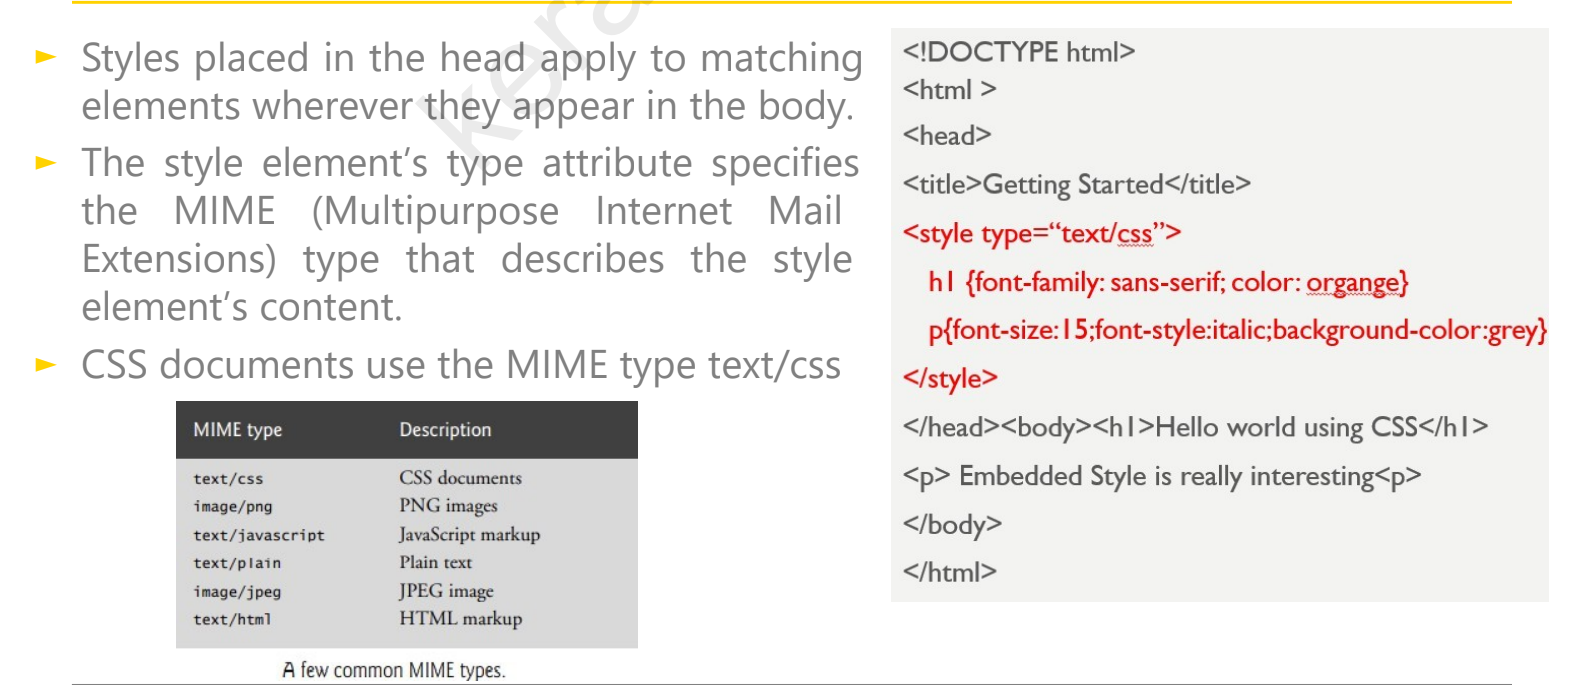 ► Styles placed in the head apply to matching
elements wherever they appear in the body.
► The style element’s type attribute specifies
the MIME (Multipurpose Internet Mail
Extensions) type that describes the style
element’s content.
► CSS documents use the MIME type text/css
MIME type Description
text/css CSS documents
image/png PNG images
text/javascript JavaScript markup
text/plain Plain text
image/jpeg JPEG image
text/html HTML markup
A few common MIME types.
<!DOCTYPE html>
<html >
<head>
<title>Getting Started</title>
<style type=“text/css”>
h1 {font-family: sans-serif; color: organge}
p{font-size:15;font-style:italic;background-color:grey}
</style>
</head><body><h1>Hello world using CSS</h1>
<p> Embedded Style is really interesting<p>
</body>
</html>